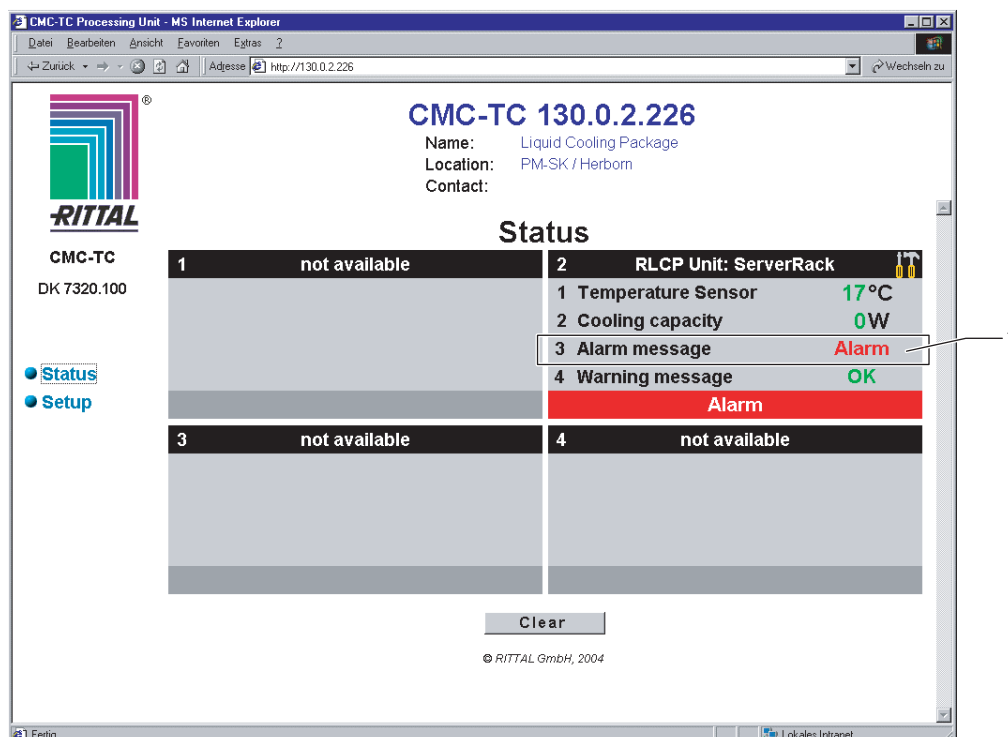 CMC-TC Processing Unit - MS Internet Explorer
Datei Bearbeiten Ansicht Favoriten Extras ?
Zurück Adresse http://130.0.2.226 Wechseln zu
®
RITTAL
CMC-TC
DK 7320.100
Status
Setup
CMC-TC 130.0.2.226
Name: Liquid Cooling Package
Location: PM-SK / Herborn
Contact:
Status
1 not available
2 RLCP Unit: ServerRack
1 Temperature Sensor 17°C
2 Cooling capacity 0W
3 Alarm message Alarm
4 Warning message OK
Alarm
3 not available
4 not available
Clear
© RITTAL GmbH, 2004
Fertig Lokales Intranet